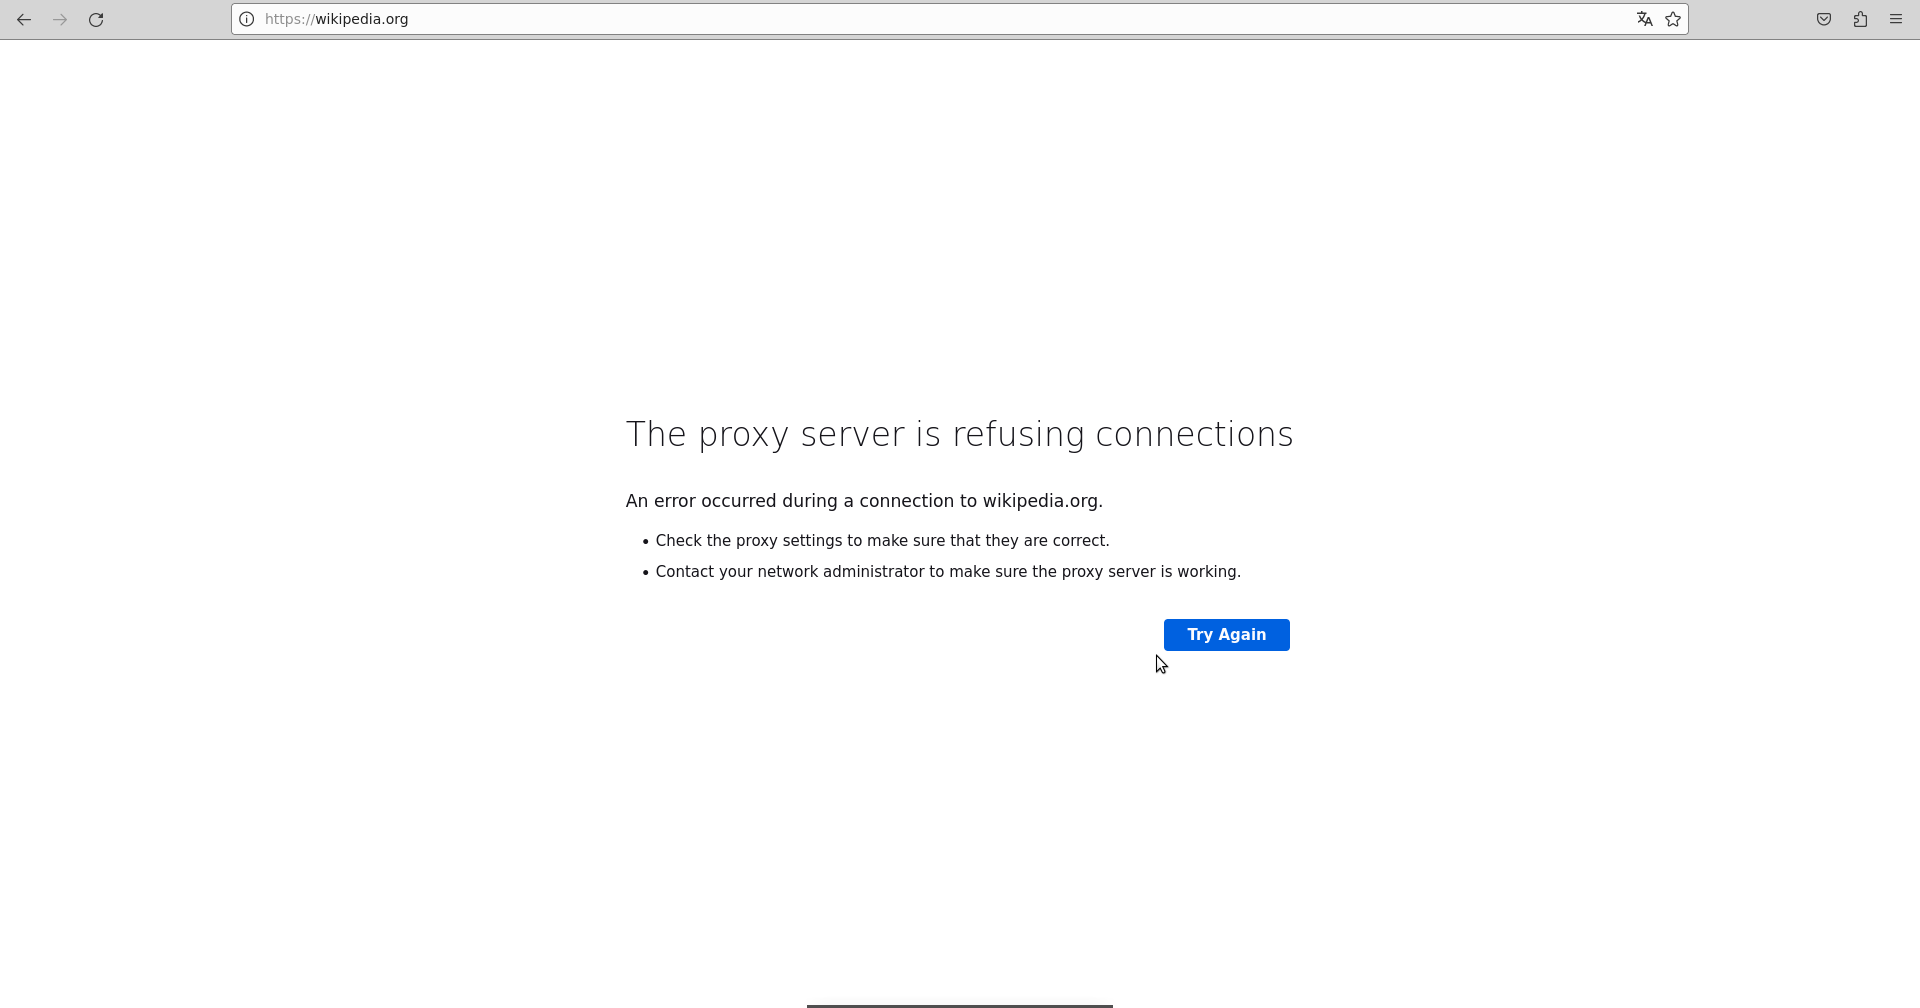 https://wikipedia.org
The proxy server is refusing connections
An error occurred during a connection to wikipedia.org.
• Check the proxy settings to make sure that they are correct.
• Contact your network administrator to make sure the proxy server is working.
Try Again